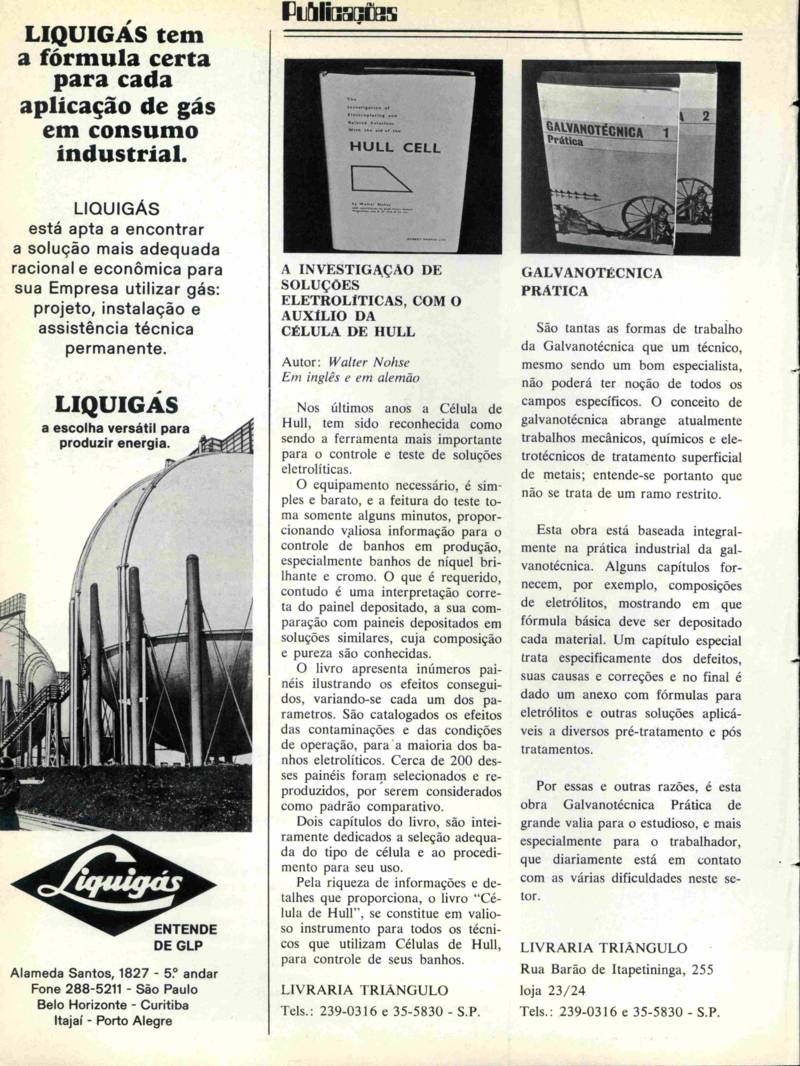 LIQUIGÁS tem
a fórmula certa
para cada
aplicação de gás
em consumo
industrial.
LIQUIGÁS
está apta a encontrar
a solução mais adequada
racional e econômica para
sua Empresa utilizar gás:
projeto, instalação e
assistência técnica
permanente.
LIQUIGÁS
a escolha versátil para
produzir energia.
Liquigás
ENTENDE
DE GLP
Alameda Santos, 1827 - 5.º andar
Fone 288-5211 - São Paulo
Belo Horizonte - Curitiba
Itajaí - Porto Alegre
Publicações
The
Investigation of
Electroplating and
Related Solutions
With the aid of the
HULL CELL
by Walter Nohse
A INVESTIGAÇÃO DE
SOLUÇÕES
ELETROLÍTICAS, COM O
AUXÍLIO DA
CÉLULA DE HULL
Autor: Walter Nohse
Em inglês e em alemão
Nos últimos anos a Célula de
Hull, tem sido reconhecida como
sendo a ferramenta mais importante
para o controle e teste de soluções
eletrolíticas.
O equipamento necessário, é sim-
ples e barato, e a feitura do teste to-
ma somente alguns minutos, propor-
cionando valiosa informação para o
controle de banhos em produção,
especialmente banhos de níquel bri-
lhante e cromo. O que é requerido,
contudo é uma interpretação corre-
ta do painel depositado, a sua com-
paração com paineis depositados em
soluções similares, cuja composição
e pureza são conhecidas.
O livro apresenta inúmeros pai-
néis ilustrando os efeitos consegui-
dos, variando-se cada um dos pa-
rametros. São catalogados os efeitos
das contaminações e das condições
de operação, para a maioria dos ba-
nhos eletrolíticos. Cerca de 200 des-
ses painéis foram selecionados e re-
produzidos, por serem considerados
como padrão comparativo.
Dois capítulos do livro, são intei-
ramente dedicados a seleção adequa-
da do tipo de célula e ao procedi-
mento para seu uso.
Pela riqueza de informações e de-
talhes que proporciona, o livro “Cé-
lula de Hull”, se constitue em valio-
so instrumento para todos os técni-
cos que utilizam Células de Hull,
para controle de seus banhos.
LIVRARIA TRIÂNGULO
Tels.: 239-0316 e 35-5830 - S.P.
GALVANOTÉCNICA 1
Prática
A 2
GALVANOTÉCNICA
PRÁTICA
São tantas as formas de trabalho
da Galvanotécnica que um técnico,
mesmo sendo um bom especialista,
não poderá ter noção de todos os
campos específicos. O conceito de
galvanotécnica abrange atualmente
trabalhos mecânicos, químicos e ele-
trotécnicos de tratamento superficial
de metais; entende-se portanto que
não se trata de um ramo restrito.
Esta obra está baseada integral-
mente na prática industrial da gal-
vanotécnica. Alguns capítulos for-
necem, por exemplo, composições
de eletrólitos, mostrando em que
fórmula básica deve ser depositado
cada material. Um capítulo especial
trata especificamente dos defeitos,
suas causas e correções e no final é
dado um anexo com fórmulas para
eletrólitos e outras soluções aplicá-
veis a diversos pré-tratamento e pós
tratamentos.
Por essas e outras razões, é esta
obra Galvanotécnica Prática de
grande valia para o estudioso, e mais
especialmente para o trabalhador,
que diariamente está em contato
com as várias dificuldades neste se-
tor.
LIVRARIA TRIÂNGULO
Rua Barão de Itapetininga, 255
loja 23/24
Tels.: 239-0316 e 35-5830 - S.P.